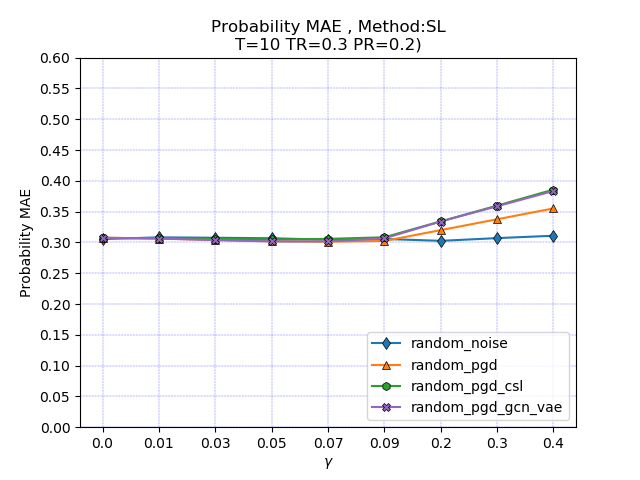 Probability MAE , Method:SL
T=10 TR=0.3 PR=0.2)
0.60
0.55
0.50
0.45
0.40
0.35
0.30
0.25
0.20
0.15
0.10
0.05
0.00
Probability MAE
random_noise
random_pgd
random_pgd_csl
random_pgd_gcn_vae
0.0 0.01 0.03 0.05 0.07 0.09 0.2 0.3 0.4
γ